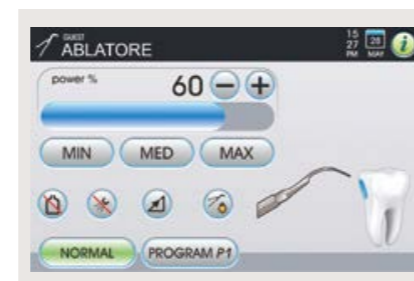 GUEST
ABLATORE
15
27
PM
28
MAY
i
power %
60
MIN
MED
MAX
NORMAL
PROGRAM P1